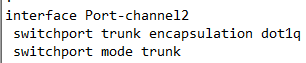 interface Port-channel2
switchport trunk encapsulation dot1q
switchport mode trunk